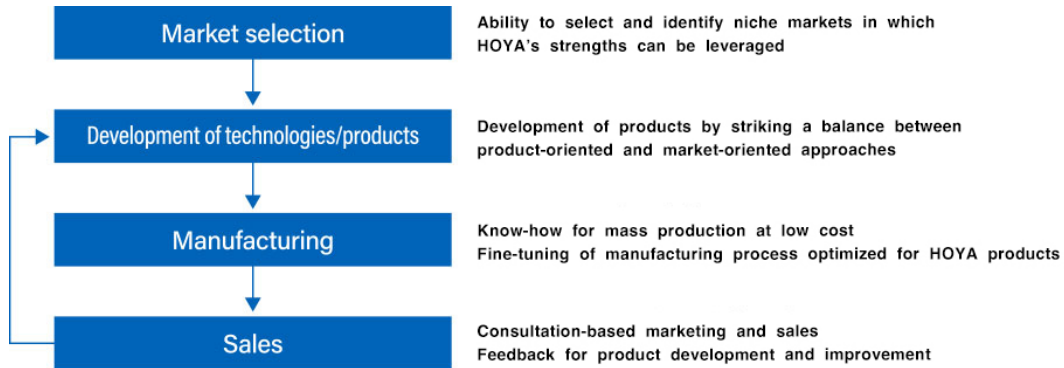 Market selection
Ability to select and identify niche markets in which
HOYA's strengths can be leveraged
Development of technologies/products
Development of products by striking a balance between
product-oriented and market-oriented approaches
Manufacturing
Know-how for mass production at low cost
Fine-tuning of manufacturing process optimized for HOYA products
Sales
Consultation-based marketing and sales
Feedback for product development and improvement